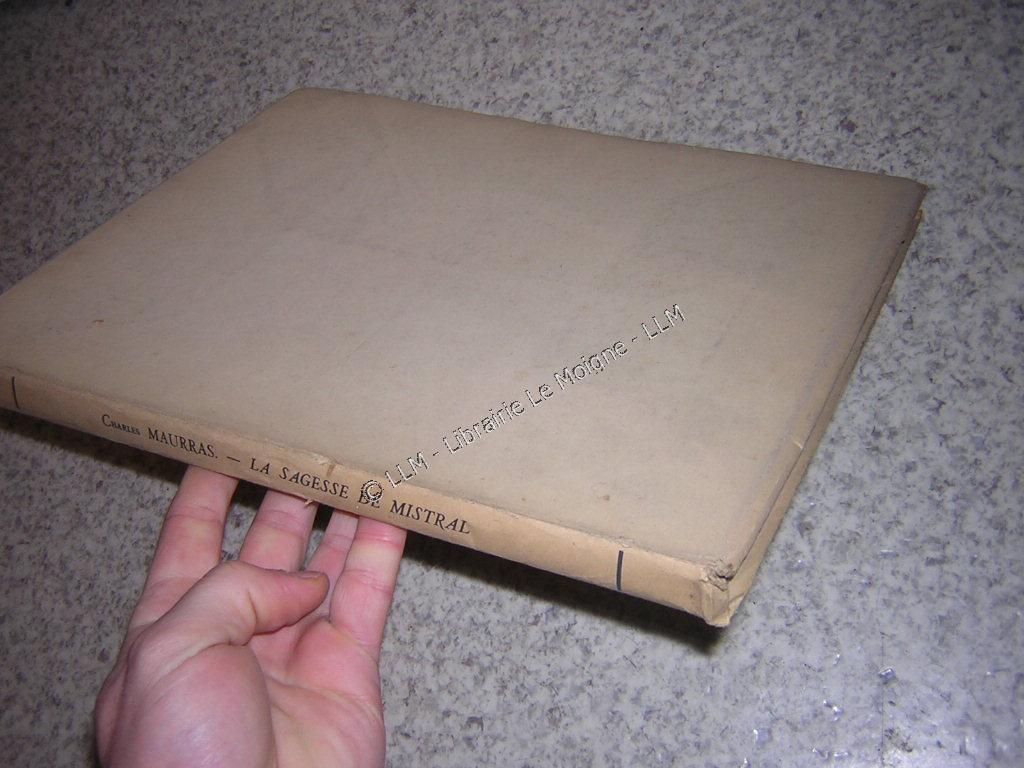 CHARLES MAURRAS. — LA SAGESSE DE MISTRAL
© LLM - Librairie Le Moigne - LLM